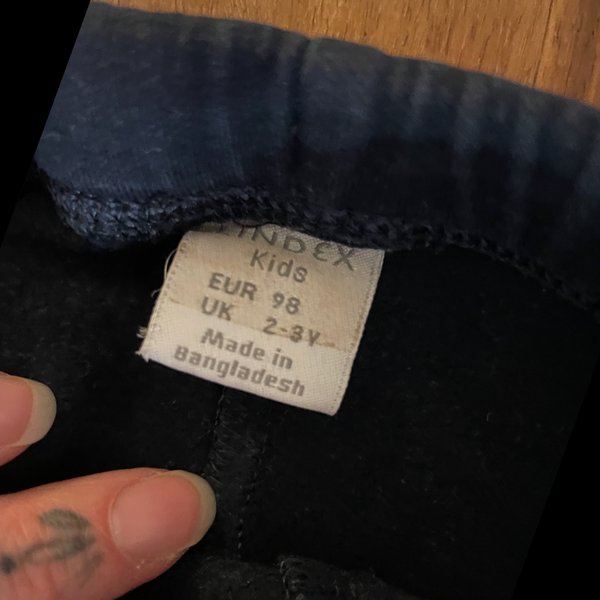 LINDEX
Kids
EUR 98
UK 2-3Y
Made in
Bangladesh